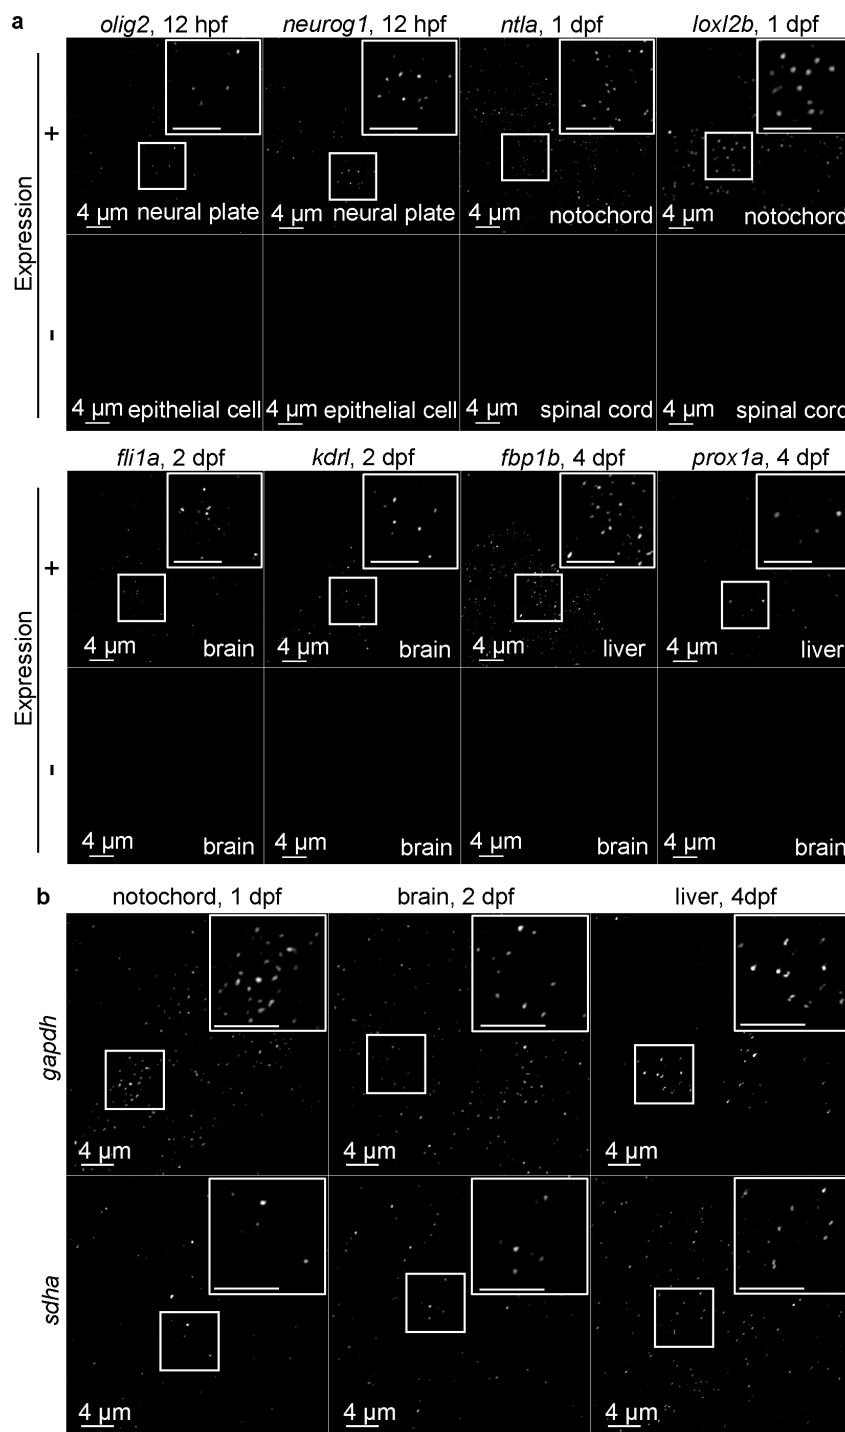 a
olig2, 12 hpf neurog1, 12 hpf ntla, 1 dpf loxl2b, 1 dpf
Expression
+
4 µm neural plate 4 µm neural plate 4 µm notochord 4 µm notochord
-
4 µm epithelial cell 4 µm epithelial cell 4 µm spinal cord 4 µm spinal cord
fli1a, 2 dpf kdrl, 2 dpf fbp1b, 4 dpf prox1a, 4 dpf
Expression
+
4 µm brain 4 µm brain 4 µm liver 4 µm liver
-
4 µm brain 4 µm brain 4 µm brain 4 µm brain
b
notochord, 1 dpf brain, 2 dpf liver, 4dpf
gapdh
4 µm 4 µm 4 µm
sdha
4 µm 4 µm 4 µm